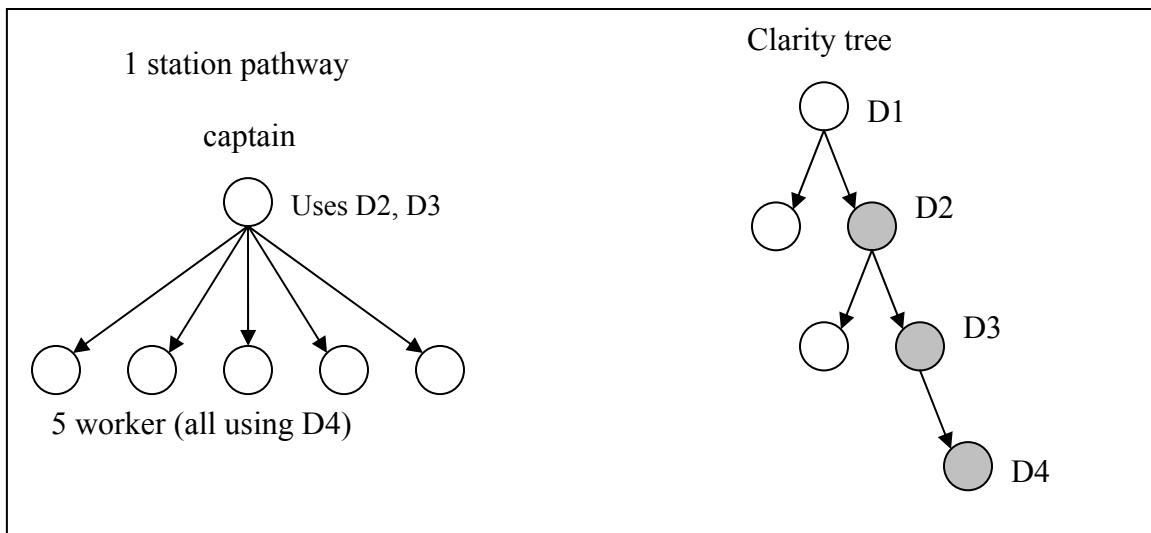 1 station pathway
captain
Uses D2, D3
5 worker (all using D4)
Clarity tree
D1
D2
D3
D4